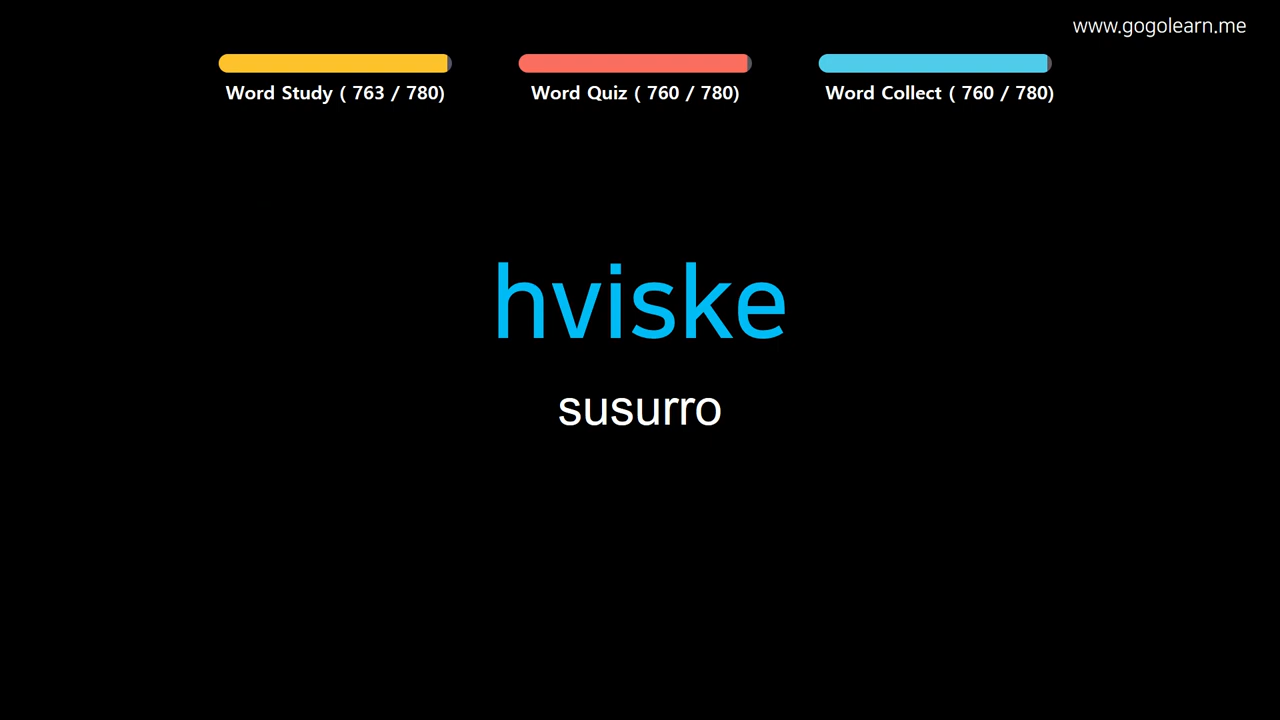 www.gogolearn.me
Word Study ( 763 / 780)
Word Quiz ( 760 / 780)
Word Collect ( 760 / 780)
hviske
susurro